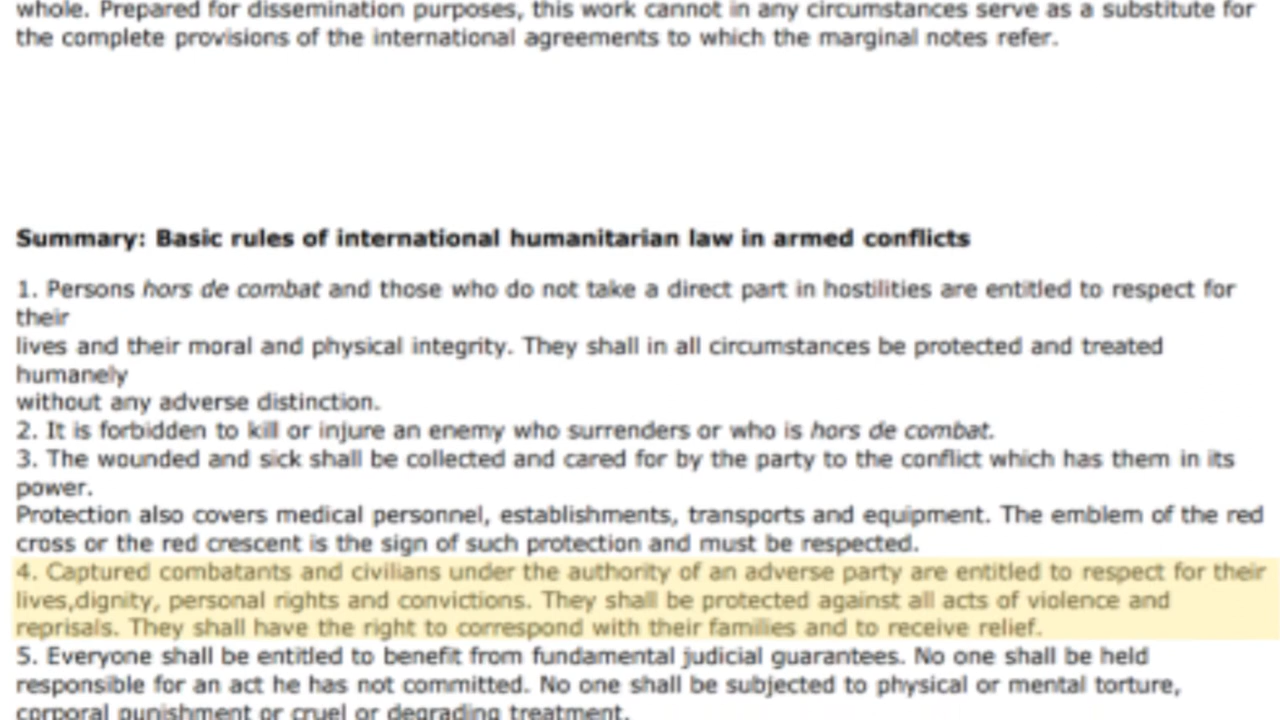 whole. Prepared for dissemination purposes, this work cannot in any circumstances serve as a substitute for
the complete provisions of the international agreements to which the marginal notes refer.
Summary: Basic rules of international humanitarian law in armed conflicts
1. Persons hors de combat and those who do not take a direct part in hostilities are entitled to respect for
their
lives and their moral and physical integrity. They shall in all circumstances be protected and treated
humanely
without any adverse distinction.
2. It is forbidden to kill or injure an enemy who surrenders or who is hors de combat.
3. The wounded and sick shall be collected and cared for by the party to the conflict which has them in its
power.
Protection also covers medical personnel, establishments, transports and equipment. The emblem of the red
cross or the red crescent is the sign of such protection and must be respected.
4. Captured combatants and civilians under the authority of an adverse party are entitled to respect for their
lives,dignity, personal rights and convictions. They shall be protected against all acts of violence and
reprisals. They shall have the right to correspond with their families and to receive relief.
5. Everyone shall be entitled to benefit from fundamental judicial guarantees. No one shall be held
responsible for an act he has not committed. No one shall be subjected to physical or mental torture,
corporal punishment or cruel or degrading treatment.